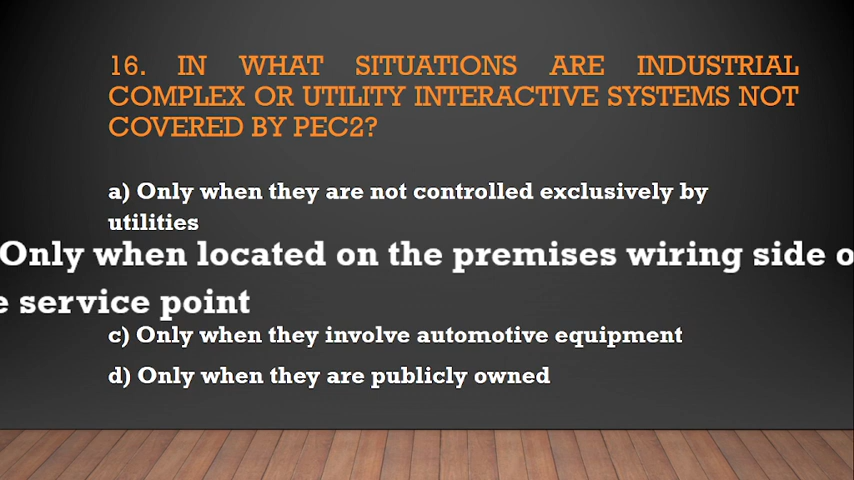 16. IN WHAT SITUATIONS ARE INDUSTRIAL
COMPLEX OR UTILITY INTERACTIVE SYSTEMS NOT
COVERED BY PEC2?
a) Only when they are not controlled exclusively by
utilities
Only when located on the premises wiring side
service point
c) Only when they involve automotive equipment
d) Only when they are publicly owned